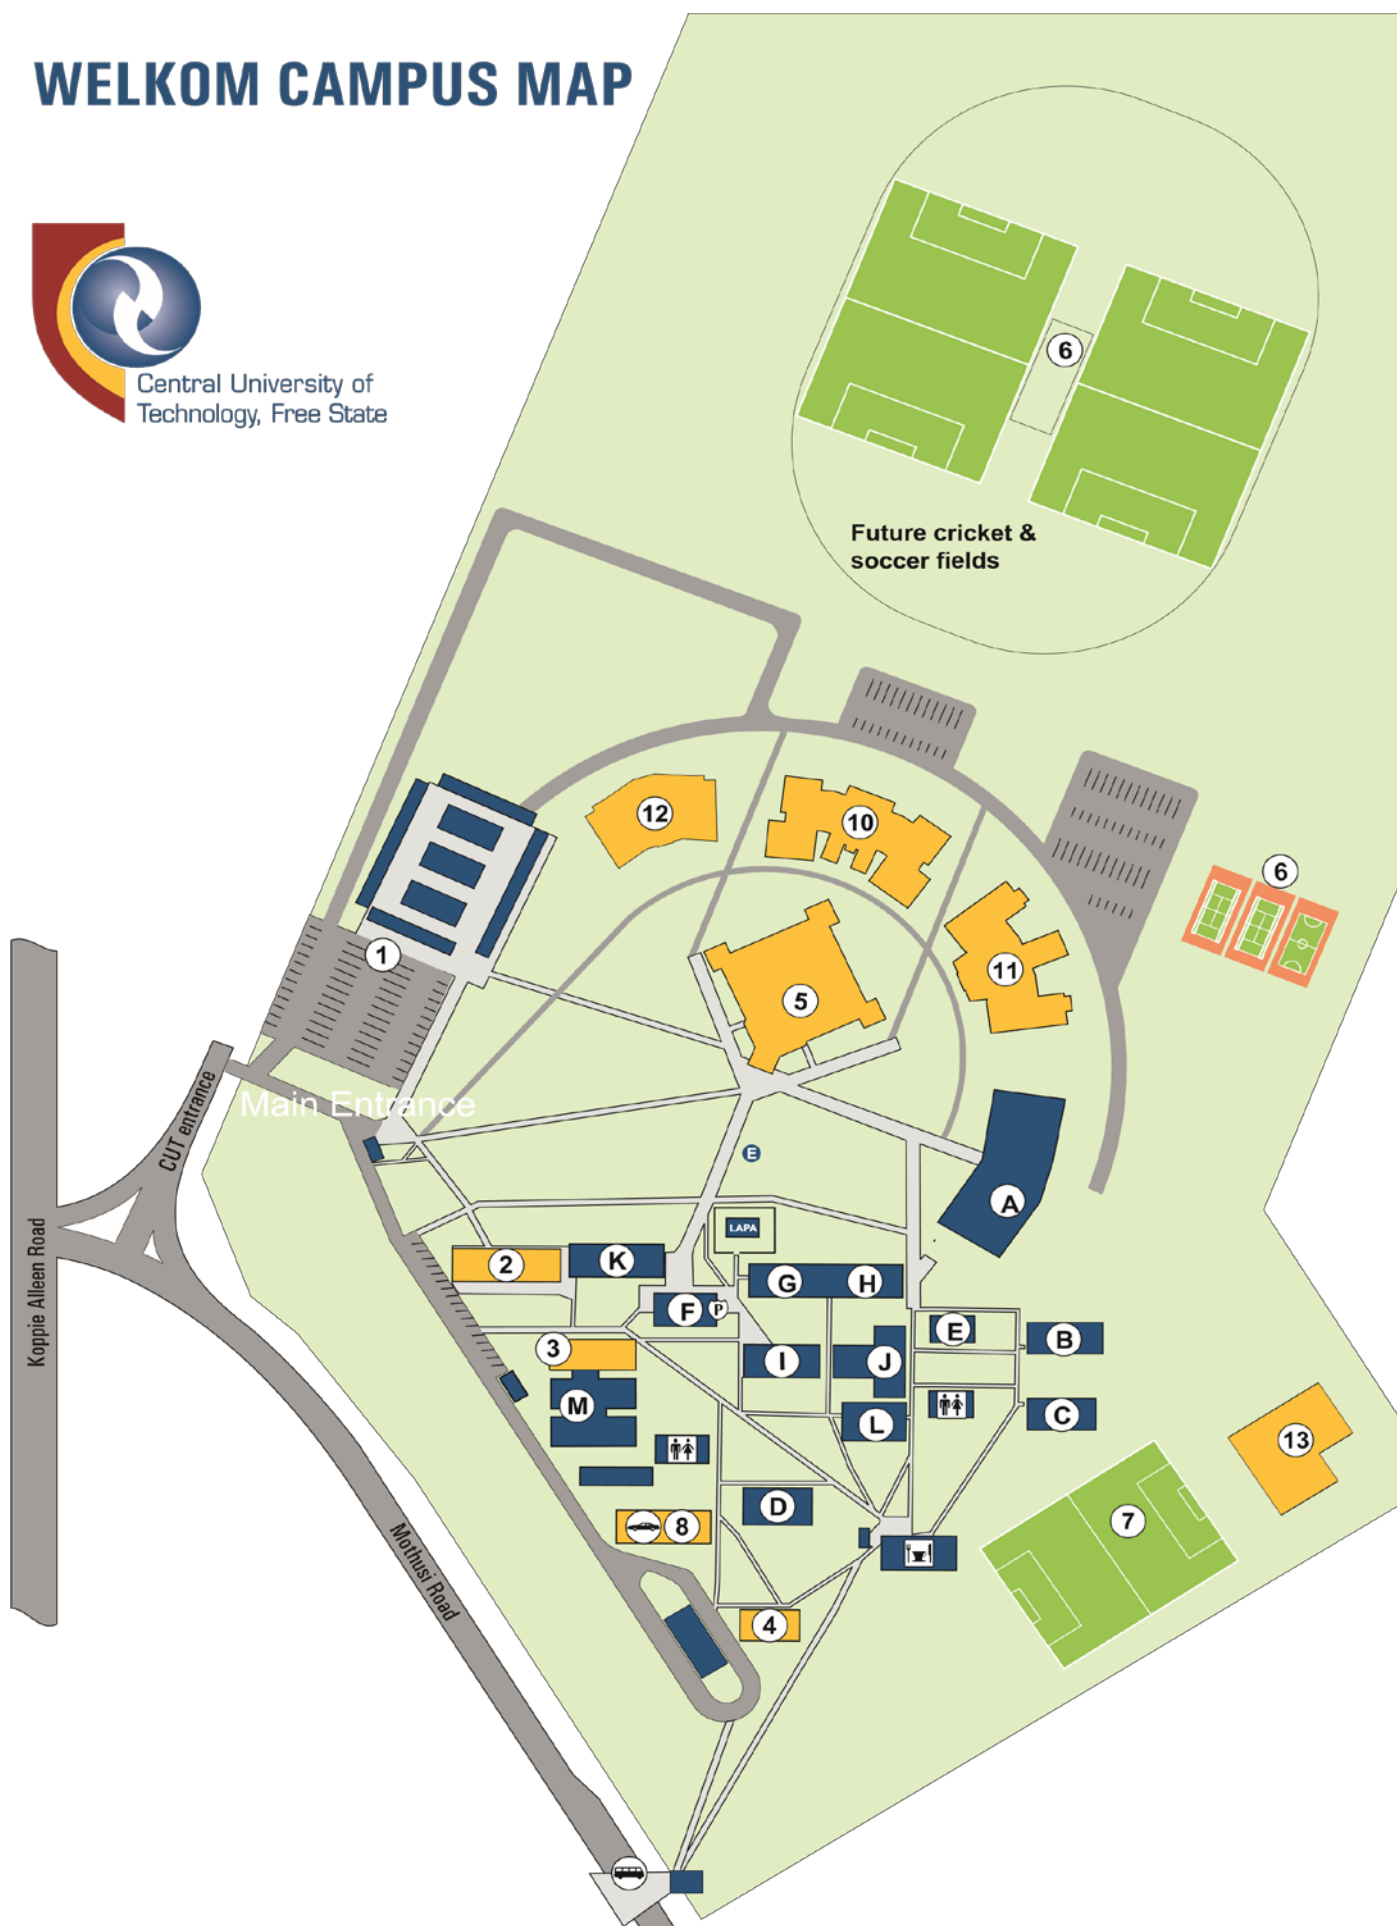 WELKOM CAMPUS MAP
Central University of
Technology, Free State
6
Future cricket &
soccer fields
12
10
6
11
1
5
CUT entrance
Main Entrance
E
A
Koppie Alleen Road
LAPA
2
K
G
H
F
P
E
B
3
I
J
M
L
C
13
D
8
7
Mothusi Road
4